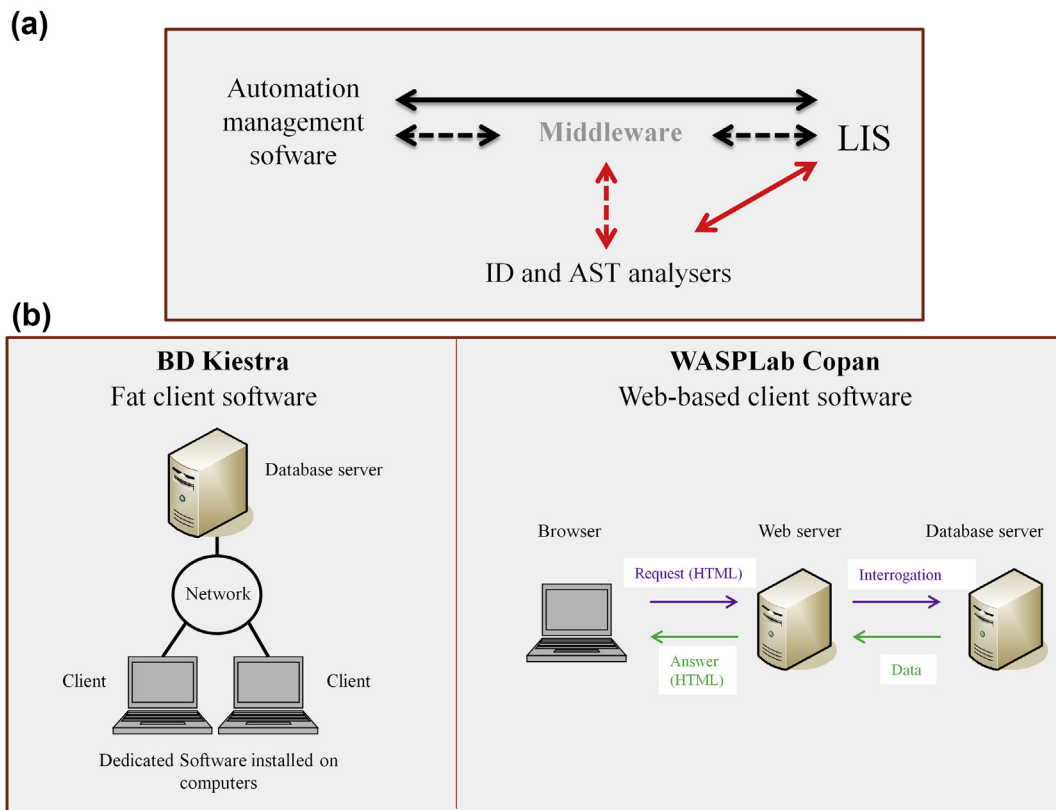 (a)
Automation
management
sofware
Middleware
LIS
ID and AST analysers
(b)
BD Kiestra
Fat client software
Database server
Network
Client
Client
Dedicated Software installed on
computers
WASPLab Copan
Web-based client software
Browser
Web server
Database server
Request (HTML)
Interrogation
Answer
(HTML)
Data